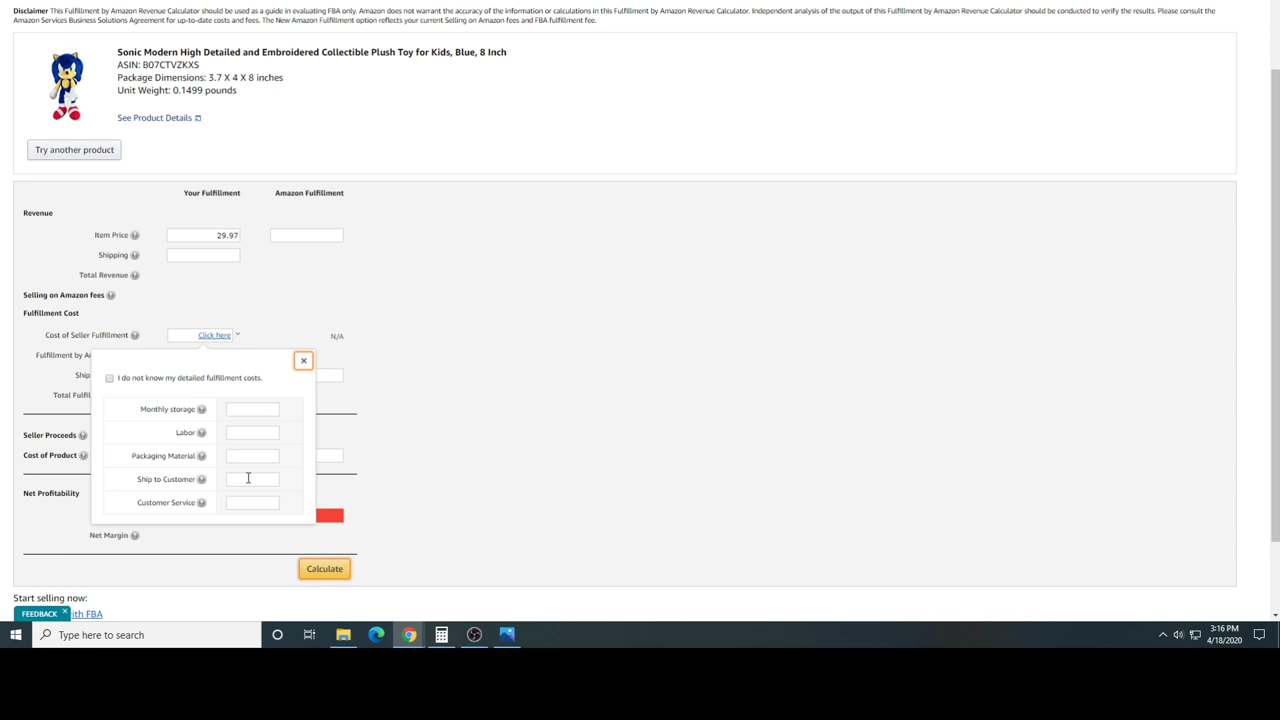 Disclaimer This Fulfillment by Amazon Revenue Calculator should be used as a guide in evaluating FBA only. Amazon does not warrant the accuracy of the information or calculations in this Fulfillment by Amazon Revenue Calculator. Independent analysis of the output of this Fulfillment by Amazon Revenue Calculator should be conducted to verify the results. Please consult the
Amazon Services Business Solutions Agreement for up-to-date costs and fees. The New Amazon Fulfillment option reflects your current Selling on Amazon fees and FBA fulfillment fee.
Sonic Modern High Detailed and Embroidered Collectible Plush Toy for Kids, Blue, 8 Inch
ASIN: B07CTVZKXS
Package Dimensions: 3.7 X 4 X 8 inches
Unit Weight: 0.1499 pounds
See Product Details
Try another product
Your Fulfillment Amazon Fulfillment
Revenue
Item Price 29.97
Shipping
Total Revenue
Selling on Amazon fees
Fulfillment Cost
Cost of Seller Fulfillment Click here N/A
Fulfillment by A
Ship
I do not know my detailed fulfillment costs.
Total Fulfil
Monthly storage
Labor
Seller Proceeds
Cost of Product
Packaging Material
Ship to Customer
Net Profitability
Customer Service
Net Margin
Calculate
Start selling now:
FEEDBACK ith FBA
Type here to search
3:16 PM
4/18/2020